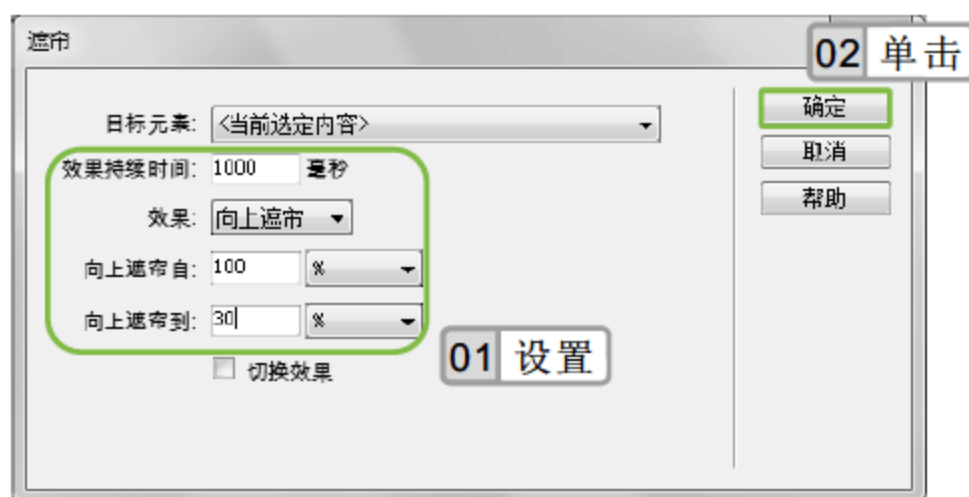 遮帘
02 单击
目标元素: <当前选定内容>
确定
效果持续时间: 1000 毫秒
取消
效果: 向上遮帘
帮助
向上遮帘自: 100 %
向上遮帘到: 30 %
01 设置
切换效果